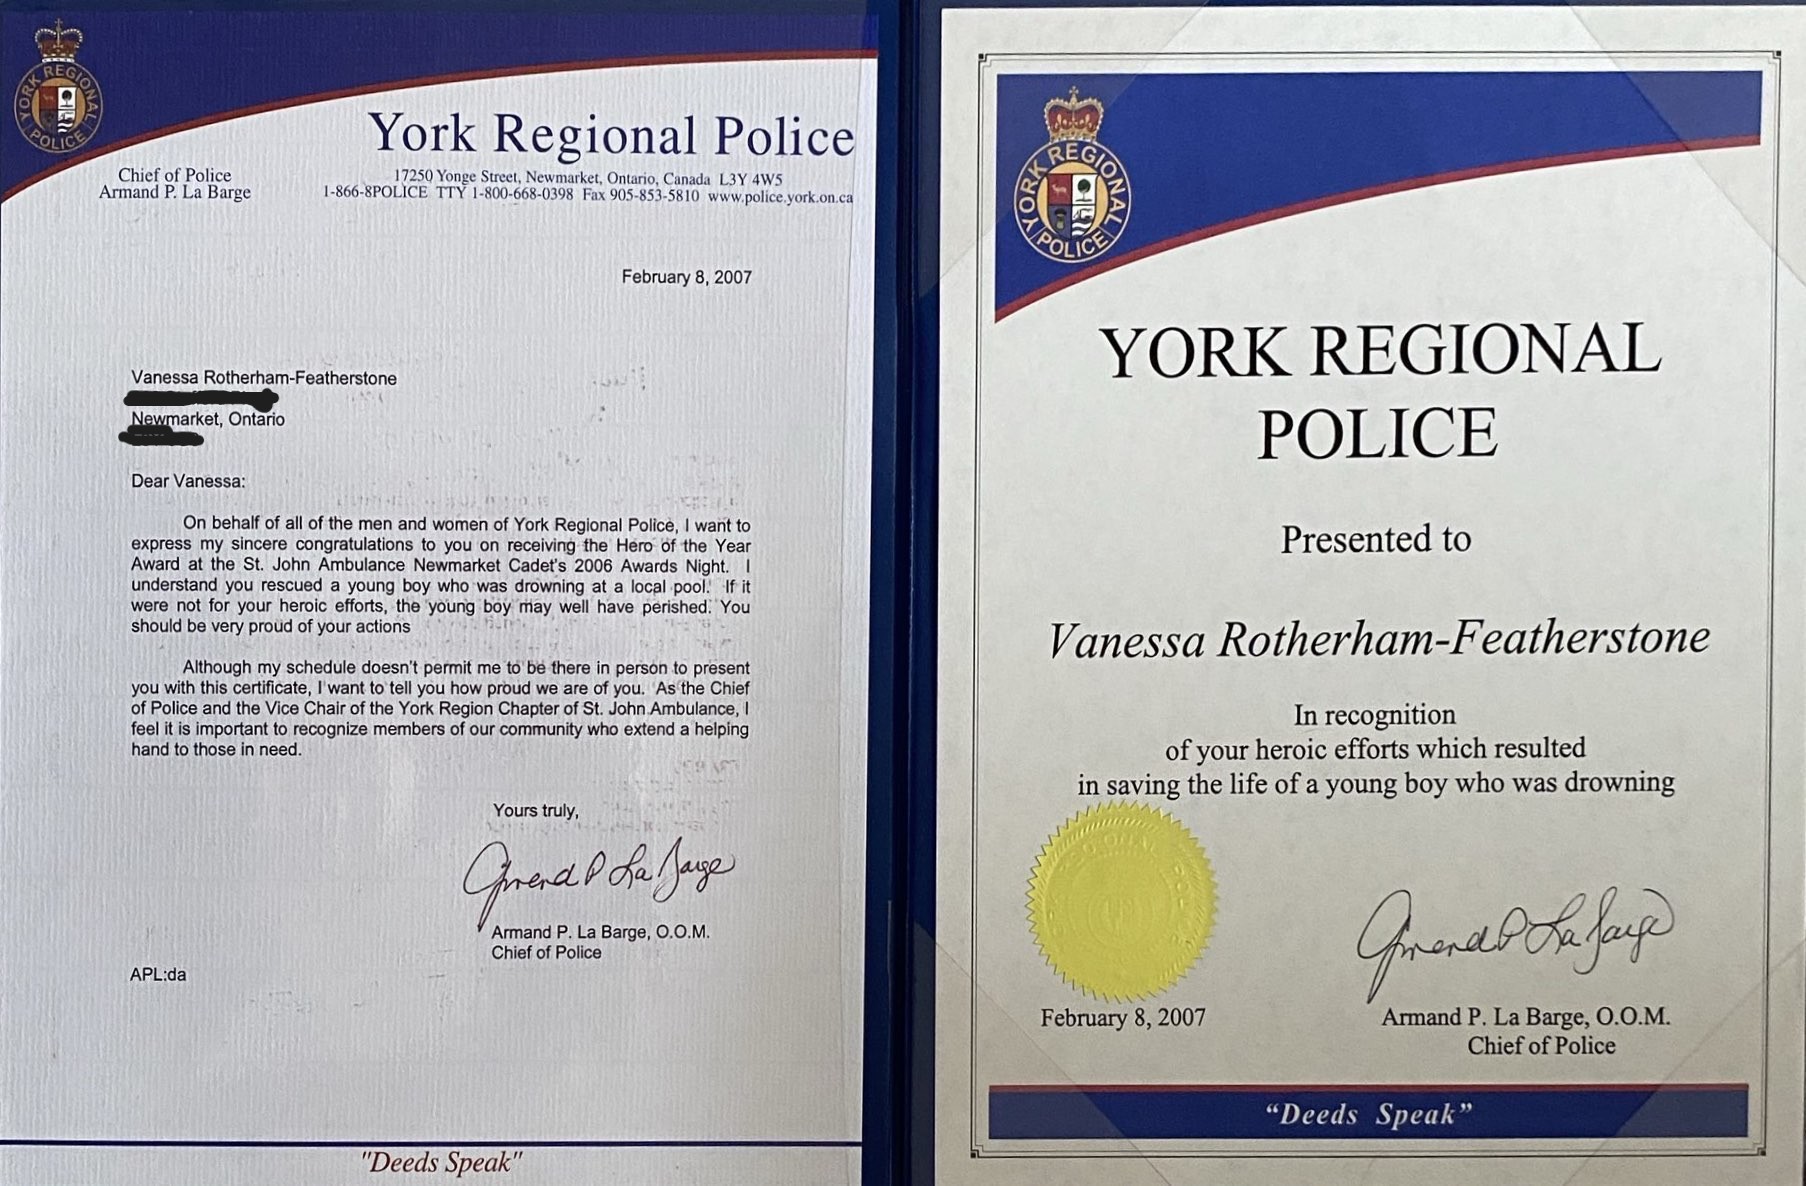 YORK REGIONAL
POLICE
York Regional Police
Chief of Police
Armand P. La Barge
17250 Yonge Street, Newmarket, Ontario, Canada L3Y 4W5
1-866-8POLICE TTY 1-800-668-0398 Fax 905-853-5810 www.police.york.on.ca
February 8, 2007
Vanessa Rotherham-Featherstone
Newmarket, Ontario
Dear Vanessa:
On behalf of all of the men and women of York Regional Police, I want to
express my sincere congratulations to you on receiving the Hero of the Year
Award at the St. John Ambulance Newmarket Cadet's 2006 Awards Night. I
understand you rescued a young boy who was drowning at a local pool. If it
were not for your heroic efforts, the young boy may well have perished. You
should be very proud of your actions
Although my schedule doesn't permit me to be there in person to present
you with this certificate, I want to tell you how proud we are of you. As the Chief
of Police and the Vice Chair of the York Region Chapter of St. John Ambulance, I
feel it is important to recognize members of our community who extend a helping
hand to those in need.
Yours truly,
Armand P La Barge
Armand P. La Barge, O.O.M.
Chief of Police
APL:da
"Deeds Speak"
YORK REGIONAL
POLICE
YORK REGIONAL
POLICE
Presented to
Vanessa Rotherham-Featherstone
In recognition
of your heroic efforts which resulted
in saving the life of a young boy who was drowning
Armand P La Barge
February 8, 2007
Armand P. La Barge, O.O.M.
Chief of Police
“Deeds Speak”